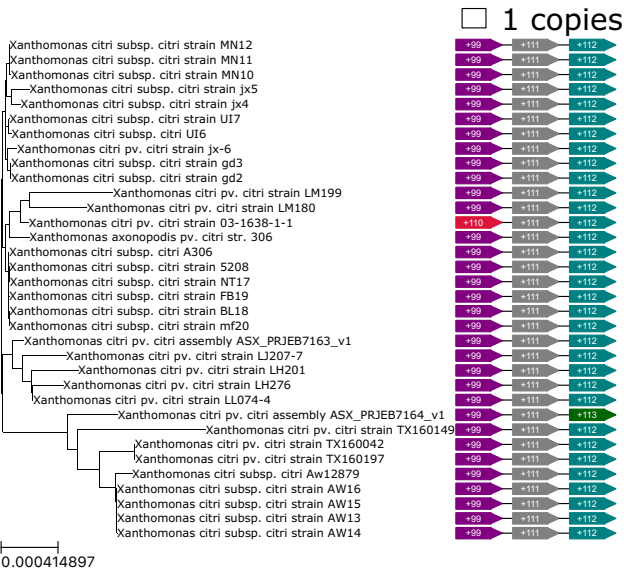 1 copies
Xanthomonas citri subsp. citri strain MN12 +99 +111 +112
Xanthomonas citri subsp. citri strain MN11 +99 +111 +112
Xanthomonas citri subsp. citri strain MN10 +99 +111 +112
Xanthomonas citri subsp. citri strain jx5 +99 +111 +112
Xanthomonas citri subsp. citri strain jx4 +99 +111 +112
Xanthomonas citri subsp. citri strain UI7 +99 +111 +112
Xanthomonas citri subsp. citri UI6 +99 +111 +112
Xanthomonas citri pv. citri strain jx-6 +99 +111 +112
Xanthomonas citri subsp. citri strain gd3 +99 +111 +112
Xanthomonas citri subsp. citri strain gd2 +99 +111 +112
Xanthomonas citri pv. citri strain LM199 +99 +111 +112
Xanthomonas citri pv. citri strain LM180 +99 +111 +112
Xanthomonas citri pv. citri strain 03-1638-1-1 +110 +111 +112
Xanthomonas axonopodis pv. citri str. 306 +99 +111 +112
Xanthomonas citri subsp. citri A306 +99 +111 +112
Xanthomonas citri subsp. citri strain 5208 +99 +111 +112
Xanthomonas citri subsp. citri strain NT17 +99 +111 +112
Xanthomonas citri subsp. citri strain FB19 +99 +111 +112
Xanthomonas citri subsp. citri strain BL18 +99 +111 +112
Xanthomonas citri subsp. citri strain mf20 +99 +111 +112
Xanthomonas citri pv. citri assembly ASX_PRJEB7163_v1 +99 +111 +112
Xanthomonas citri pv. citri strain LJ207-7 +99 +111 +112
Xanthomonas citri pv. citri strain LH201 +99 +111 +112
Xanthomonas citri pv. citri strain LH276 +99 +111 +112
Xanthomonas citri pv. citri strain LL074-4 +99 +111 +112
Xanthomonas citri pv. citri assembly ASX_PRJEB7164_v1 +99 +111 +113
Xanthomonas citri pv. citri strain TX160149 +99 +111 +112
Xanthomonas citri pv. citri strain TX160042 +99 +111 +112
Xanthomonas citri pv. citri strain TX160197 +99 +111 +112
Xanthomonas citri subsp. citri Aw12879 +99 +111 +112
Xanthomonas citri subsp. citri strain AW16 +99 +111 +112
Xanthomonas citri subsp. citri strain AW15 +99 +111 +112
Xanthomonas citri subsp. citri strain AW13 +99 +111 +112
Xanthomonas citri subsp. citri strain AW14 +99 +111 +112
0.000414897